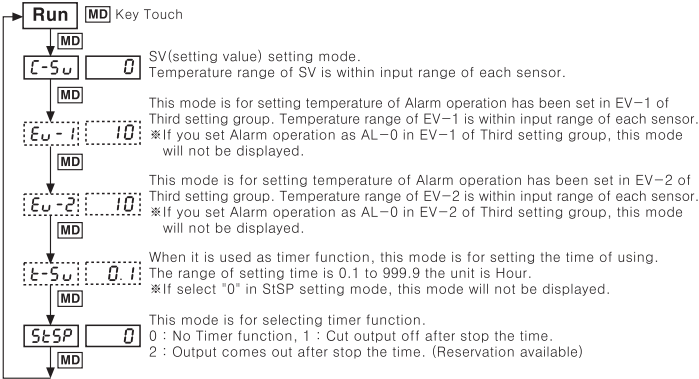 Run MD Key Touch
MD
C-Su 0 SV(setting value) setting mode.
Temperature range of SV is within input range of each sensor.
MD
This mode is for setting temperature of Alarm operation has been set in EV-1 of
Third setting group. Temperature range of EV-1 is within input range of each sensor.
Eu-1 10 ※If you set Alarm operation as AL-0 in EV-1 of Third setting group, this mode
will not be displayed.
MD
This mode is for setting temperature of Alarm operation has been set in EV-2 of
Third setting group. Temperature range of EV-2 is within input range of each sensor.
Eu-2 10 ※If you set Alarm operation as AL-0 in EV-2 of Third setting group, this mode
will not be displayed.
MD
When it is used as timer function, this mode is for setting the time of using.
t-Su 0.1 The range of setting time is 0.1 to 999.9 the unit is Hour.
※If select "0" in StSP setting mode, this mode will not be displayed.
MD
This mode is for selecting timer function.
StSP 0 0 : No Timer function, 1 : Cut output off after stop the time.
2 : Output comes out after stop the time. (Reservation available)
MD